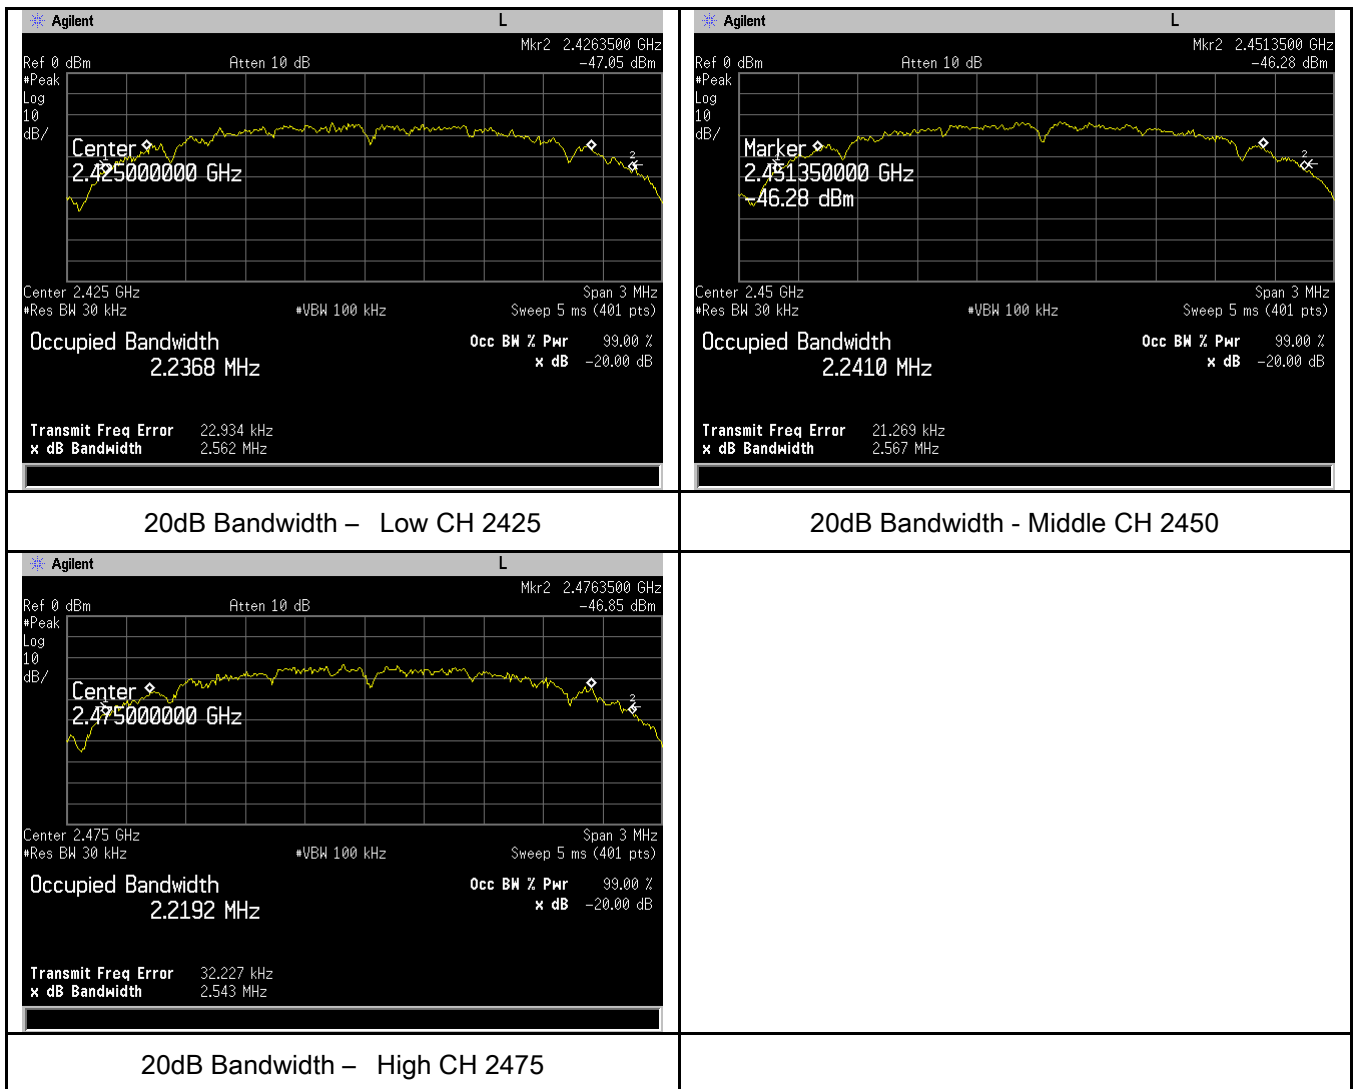 Agilent L
Mkr2 2.4263500 GHz
Ref 0 dBm Atten 10 dB -47.05 dBm
#Peak
Log
10
dB/
1
2
Center
2.425000000 GHz
Center 2.425 GHz Span 3 MHz
#Res BW 30 kHz #VBW 100 kHz Sweep 5 ms (401 pts)
Occupied Bandwidth Occ BW % Pwr 99.00 %
2.2368 MHz x dB -20.00 dB
Transmit Freq Error 22.934 kHz
x dB Bandwidth 2.562 MHz
20dB Bandwidth – Low CH 2425
Agilent L
Mkr2 2.4513500 GHz
Ref 0 dBm Atten 10 dB -46.28 dBm
#Peak
Log
10
dB/
1
2
Marker
2.451350000 GHz
-46.28 dBm
Center 2.45 GHz Span 3 MHz
#Res BW 30 kHz #VBW 100 kHz Sweep 5 ms (401 pts)
Occupied Bandwidth Occ BW % Pwr 99.00 %
2.2410 MHz x dB -20.00 dB
Transmit Freq Error 21.269 kHz
x dB Bandwidth 2.567 MHz
20dB Bandwidth - Middle CH 2450
Agilent L
Mkr2 2.4763500 GHz
Ref 0 dBm Atten 10 dB -46.85 dBm
#Peak
Log
10
dB/
1
2
Center
2.475000000 GHz
Center 2.475 GHz Span 3 MHz
#Res BW 30 kHz #VBW 100 kHz Sweep 5 ms (401 pts)
Occupied Bandwidth Occ BW % Pwr 99.00 %
2.2192 MHz x dB -20.00 dB
Transmit Freq Error 32.227 kHz
x dB Bandwidth 2.543 MHz
20dB Bandwidth – High CH 2475